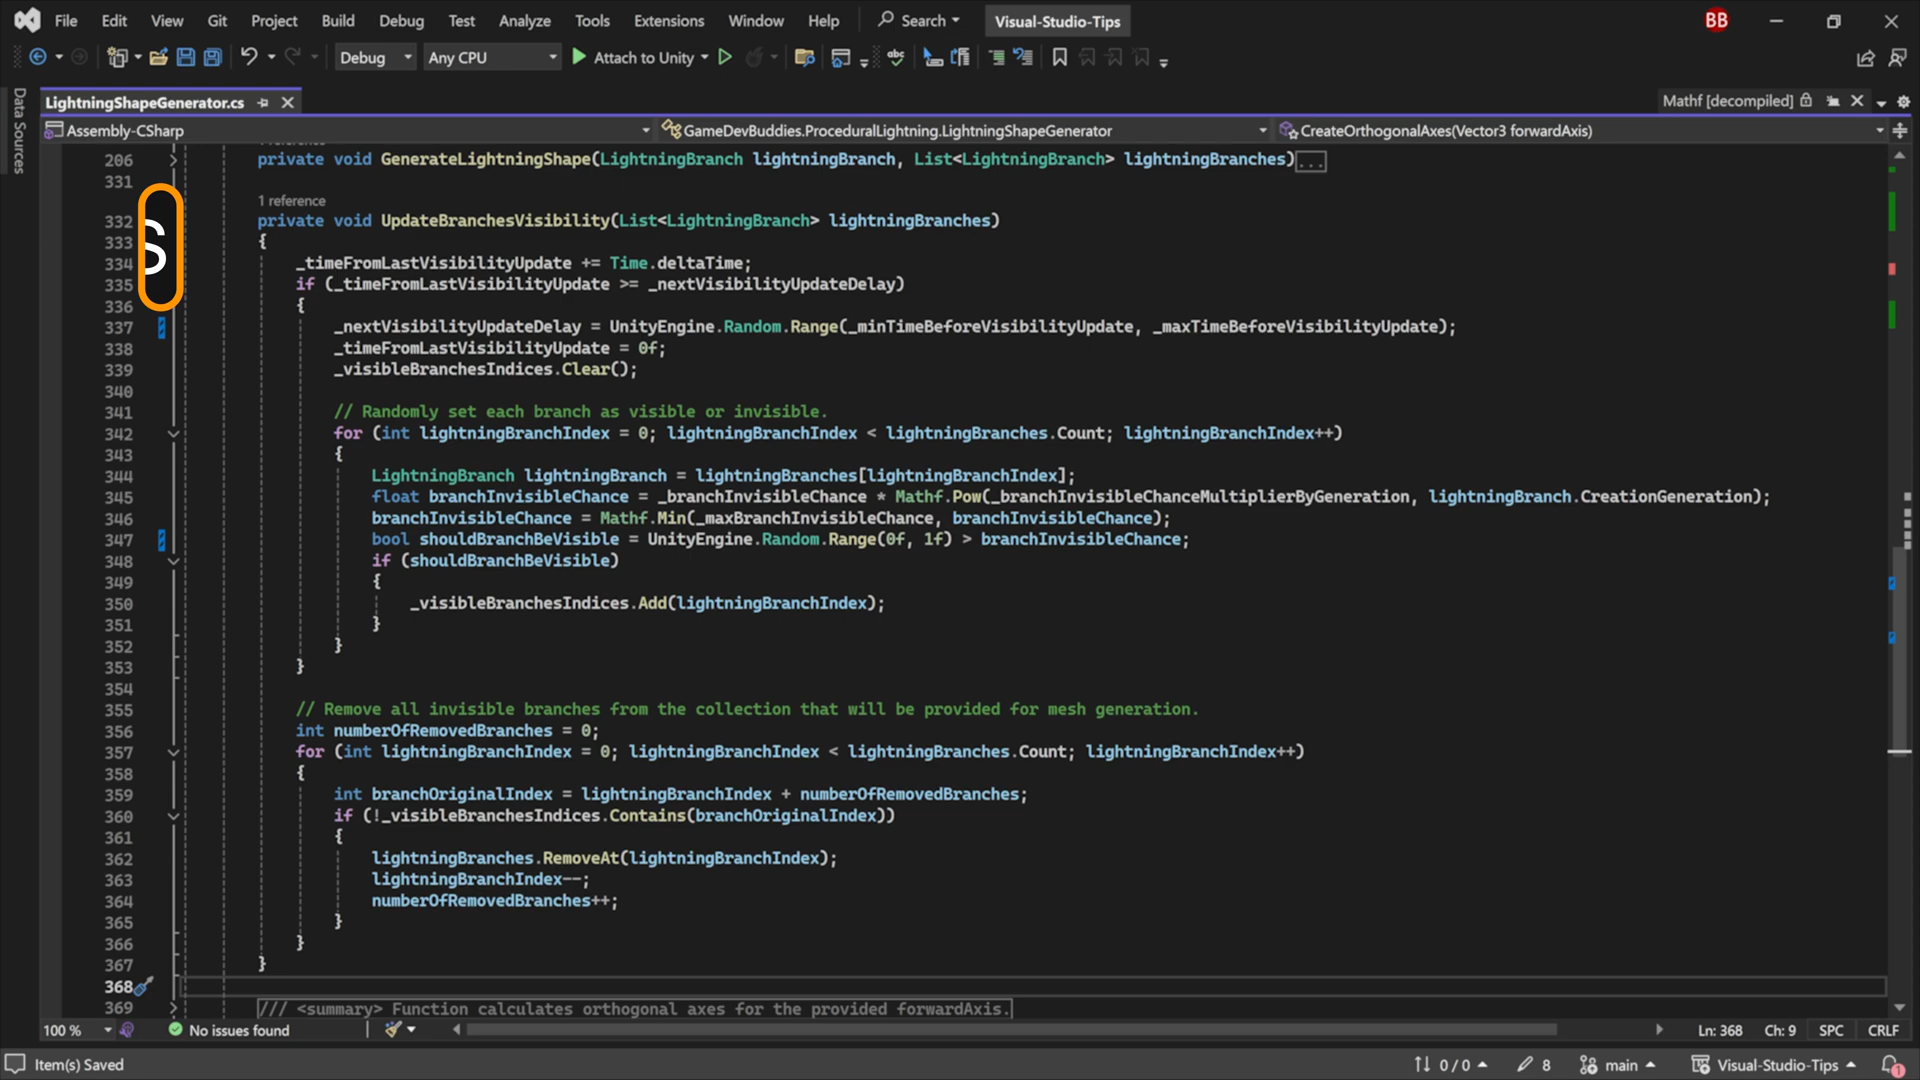 File Edit View Git Project Build Debug Test Analyze Tools Extensions Window Help Search Visual-Studio-Tips BB
Debug Any CPU Attach to Unity abc
Data Sources
LightningShapeGenerator.cs Mathf [decompiled]
Assembly-CSharp GameDevBuddies.ProceduralLightning.LightningShapeGenerator CreateOrthogonalAxes(Vector3 forwardAxis)
206 private void GenerateLightningShape(LightningBranch lightningBranch, List<LightningBranch> lightningBranches)...
331
1 reference
332 private void UpdateBranchesVisibility(List<LightningBranch> lightningBranches)
S
333 {
334 _timeFromLastVisibilityUpdate += Time.deltaTime;
335 if (_timeFromLastVisibilityUpdate >= _nextVisibilityUpdateDelay)
336 {
337 _nextVisibilityUpdateDelay = UnityEngine.Random.Range(_minTimeBeforeVisibilityUpdate, _maxTimeBeforeVisibilityUpdate);
338 _timeFromLastVisibilityUpdate = 0f;
339 _visibleBranchesIndices.Clear();
340
341 // Randomly set each branch as visible or invisible.
342 for (int lightningBranchIndex = 0; lightningBranchIndex < lightningBranches.Count; lightningBranchIndex++)
343 {
344 LightningBranch lightningBranch = lightningBranches[lightningBranchIndex];
345 float branchInvisibleChance = _branchInvisibleChance * Mathf.Pow(_branchInvisibleChanceMultiplierByGeneration, lightningBranch.CreationGeneration);
346 branchInvisibleChance = Mathf.Min(_maxBranchInvisibleChance, branchInvisibleChance);
347 bool shouldBranchBeVisible = UnityEngine.Random.Range(0f, 1f) > branchInvisibleChance;
348 if (shouldBranchBeVisible)
349 {
350 _visibleBranchesIndices.Add(lightningBranchIndex);
351 }
352 }
353 }
354
355 // Remove all invisible branches from the collection that will be provided for mesh generation.
356 int numberOfRemovedBranches = 0;
357 for (int lightningBranchIndex = 0; lightningBranchIndex < lightningBranches.Count; lightningBranchIndex++)
358 {
359 int branchOriginalIndex = lightningBranchIndex + numberOfRemovedBranches;
360 if (!_visibleBranchesIndices.Contains(branchOriginalIndex))
361 {
362 lightningBranches.RemoveAt(lightningBranchIndex);
363 lightningBranchIndex--;
364 numberOfRemovedBranches++;
365 }
366 }
367 }
368
369 /// <summary> Function calculates orthogonal axes for the provided forwardAxis.
100 % No issues found Ln: 368 Ch: 9 SPC CRLF
Item(s) Saved 0 / 0 8 main Visual-Studio-Tips 1